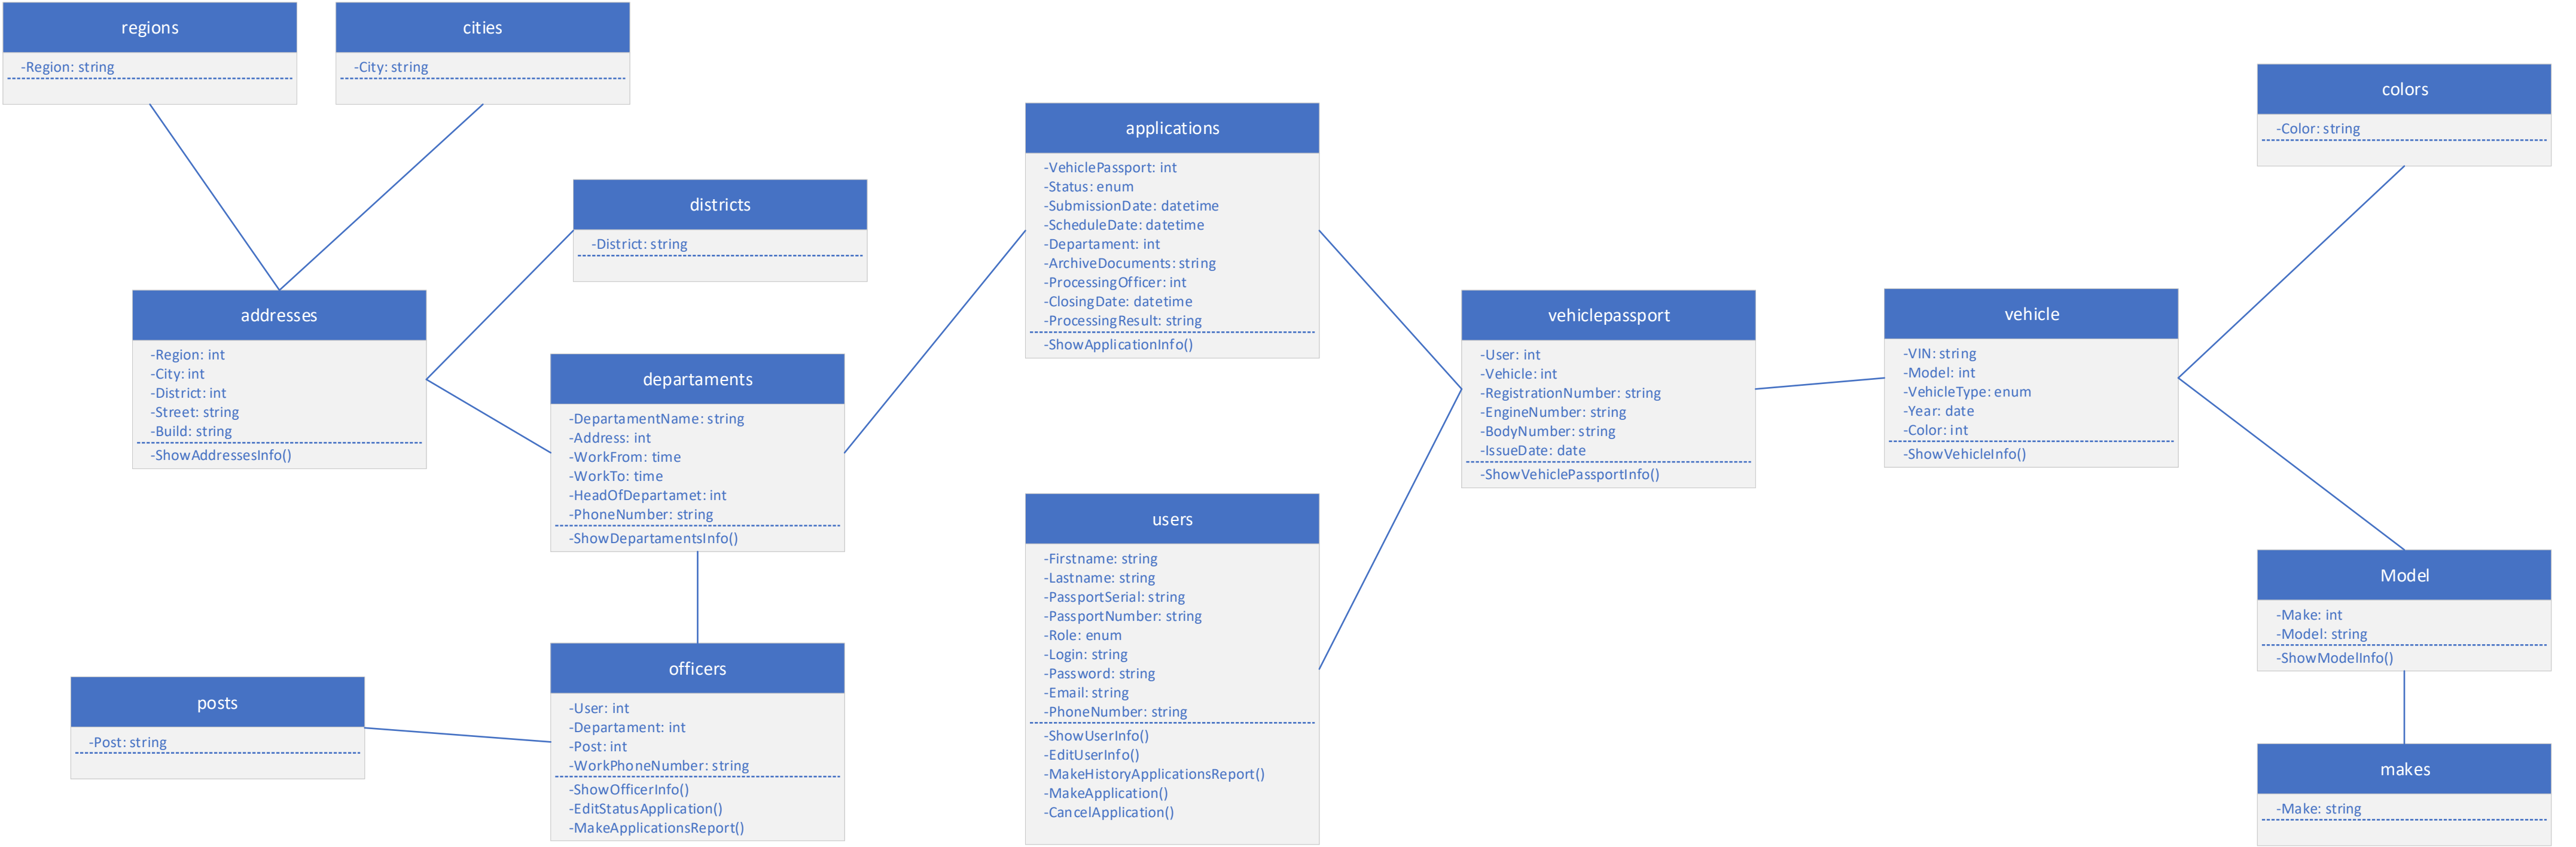 regions
-Region: string
cities
-City: string
districts
-District: string
addresses
-Region: int
-City: int
-District: int
-Street: string
-Build: string
-ShowAddressesInfo()
departaments
-DepartamentName: string
-Address: int
-WorkFrom: time
-WorkTo: time
-HeadOfDepartamet: int
-PhoneNumber: string
-ShowDepartamentsInfo()
posts
-Post: string
officers
-User: int
-Departament: int
-Post: int
-WorkPhoneNumber: string
-ShowOfficerInfo()
-EditStatusApplication()
-MakeApplicationsReport()
applications
-VehiclePassport: int
-Status: enum
-SubmissionDate: datetime
-ScheduleDate: datetime
-Departament: int
-ArchiveDocuments: string
-ProcessingOfficer: int
-ClosingDate: datetime
-ProcessingResult: string
-ShowApplicationInfo()
users
-Firstname: string
-Lastname: string
-PassportSerial: string
-PassportNumber: string
-Role: enum
-Login: string
-Password: string
-Email: string
-PhoneNumber: string
-ShowUserInfo()
-EditUserInfo()
-MakeHistoryApplicationsReport()
-MakeApplication()
-CancelApplication()
vehiclepassport
-User: int
-Vehicle: int
-RegistrationNumber: string
-EngineNumber: string
-BodyNumber: string
-IssueDate: date
-ShowVehiclePassportInfo()
vehicle
-VIN: string
-Model: int
-VehicleType: enum
-Year: date
-Color: int
-ShowVehicleInfo()
colors
-Color: string
Model
-Make: int
-Model: string
-ShowModelInfo()
makes
-Make: string